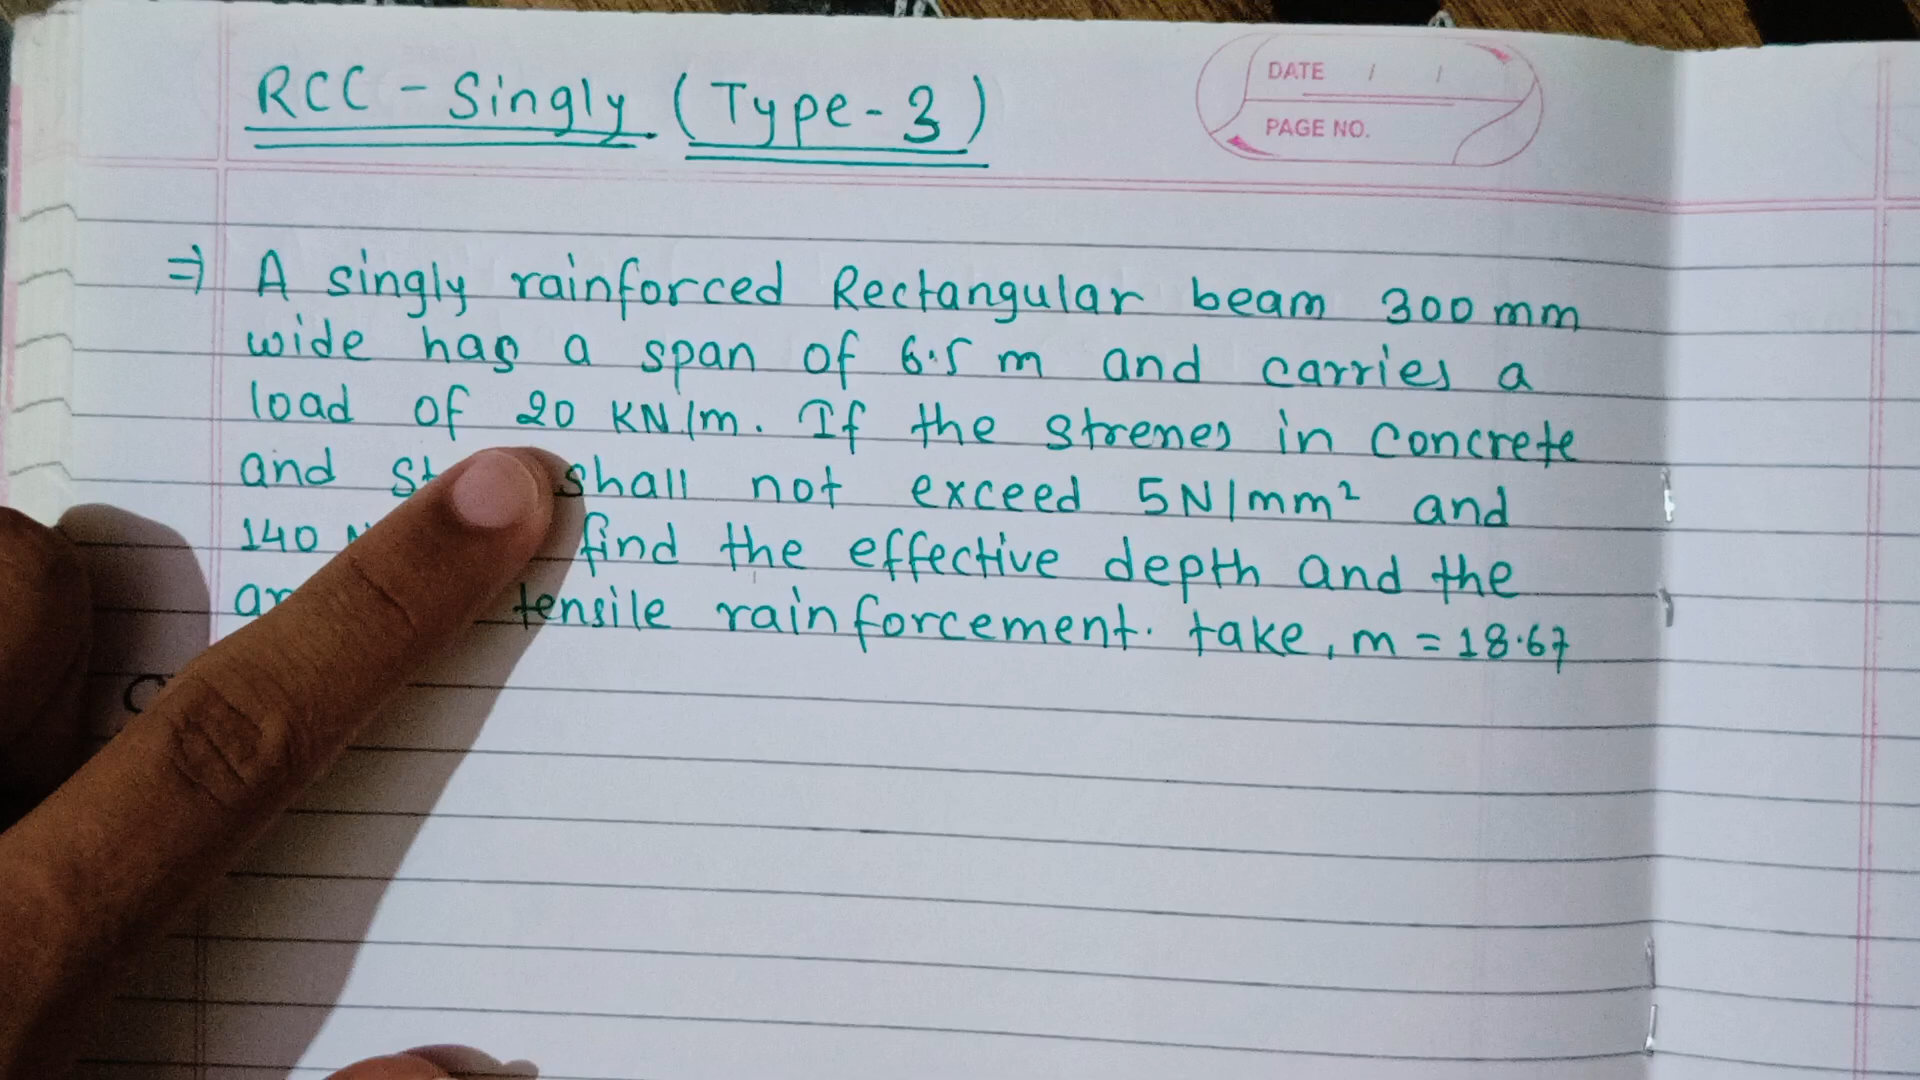 RCC - Singly (Type-3)
DATE / /
PAGE NO.
⇒ A singly rainforced Rectangular beam 300 mm
wide has a span of 6.5 m and carries a
load of 20 KN/m. If the stresses in concrete
and shall not exceed 5N/mm² and
140 find the effective depth and the
tensile rainforcement. take, m = 18.67